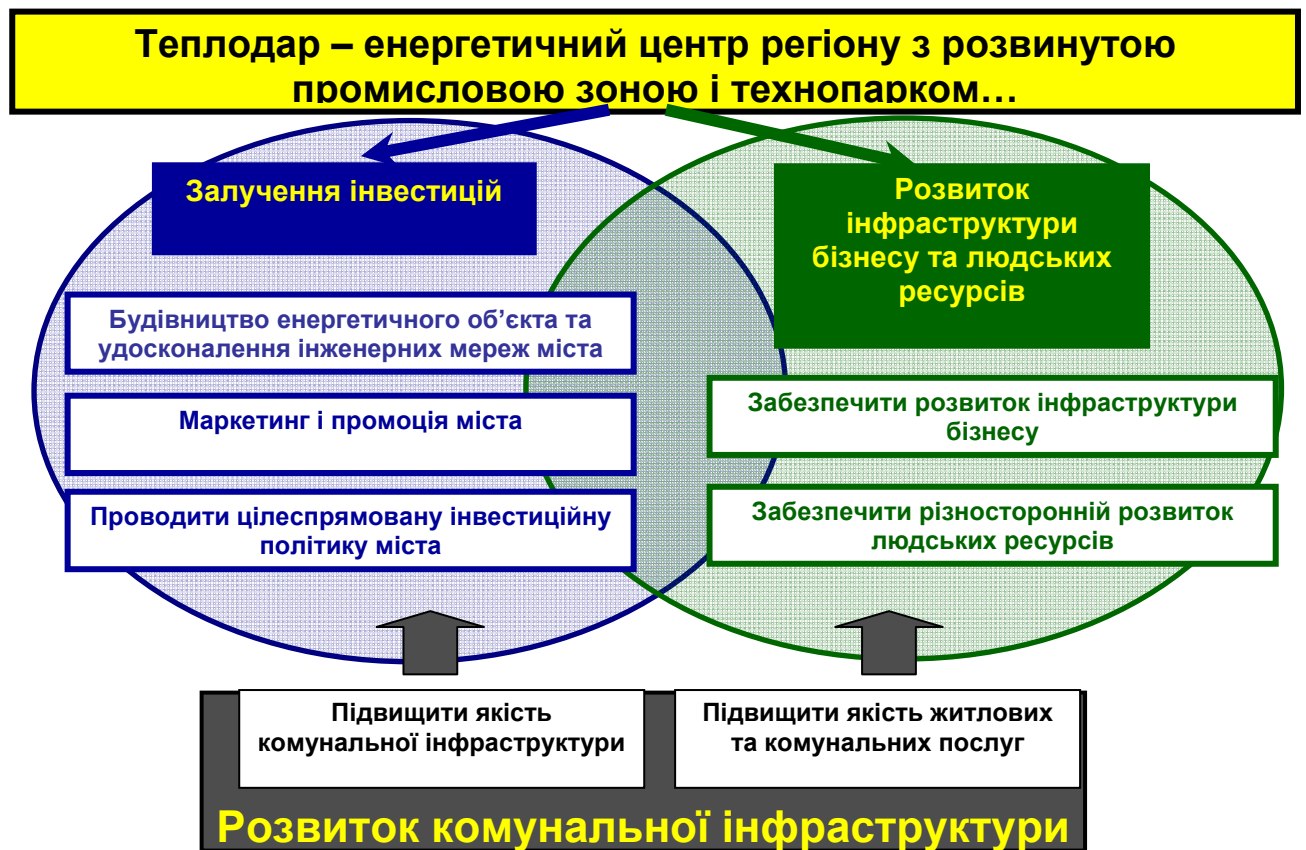 Теплодар – енергетичний центр регіону з розвинутою
промисловою зоною і технопарком…
Залучення інвестицій
Розвиток
інфраструктури
бізнесу та людських
ресурсів
Будівництво енергетичного об’єкта та
удосконалення інженерних мереж міста
Маркетинг і промоція міста
Проводити цілеспрямовану інвестиційну
політику міста
Забезпечити розвиток інфраструктури
бізнесу
Забезпечити різносторонній розвиток
людських ресурсів
Підвищити якість
комунальної інфраструктури
Підвищити якість житлових
та комунальних послуг
Розвиток комунальної інфраструктури